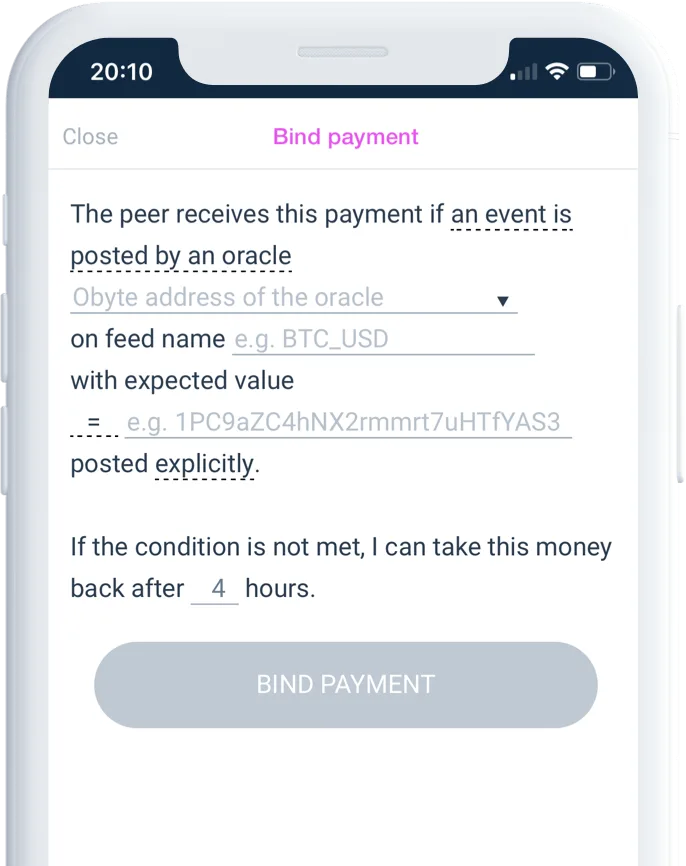 20:10
Close
Bind payment
The peer receives this payment if an event is
posted by an oracle
Obyte address of the oracle
on feed name e.g. BTC_USD
with expected value
= e.g. 1PC9aZC4hNX2rmmrt7uHTfYAS3
posted explicitly.
If the condition is not met, I can take this money
back after 4 hours.
BIND PAYMENT